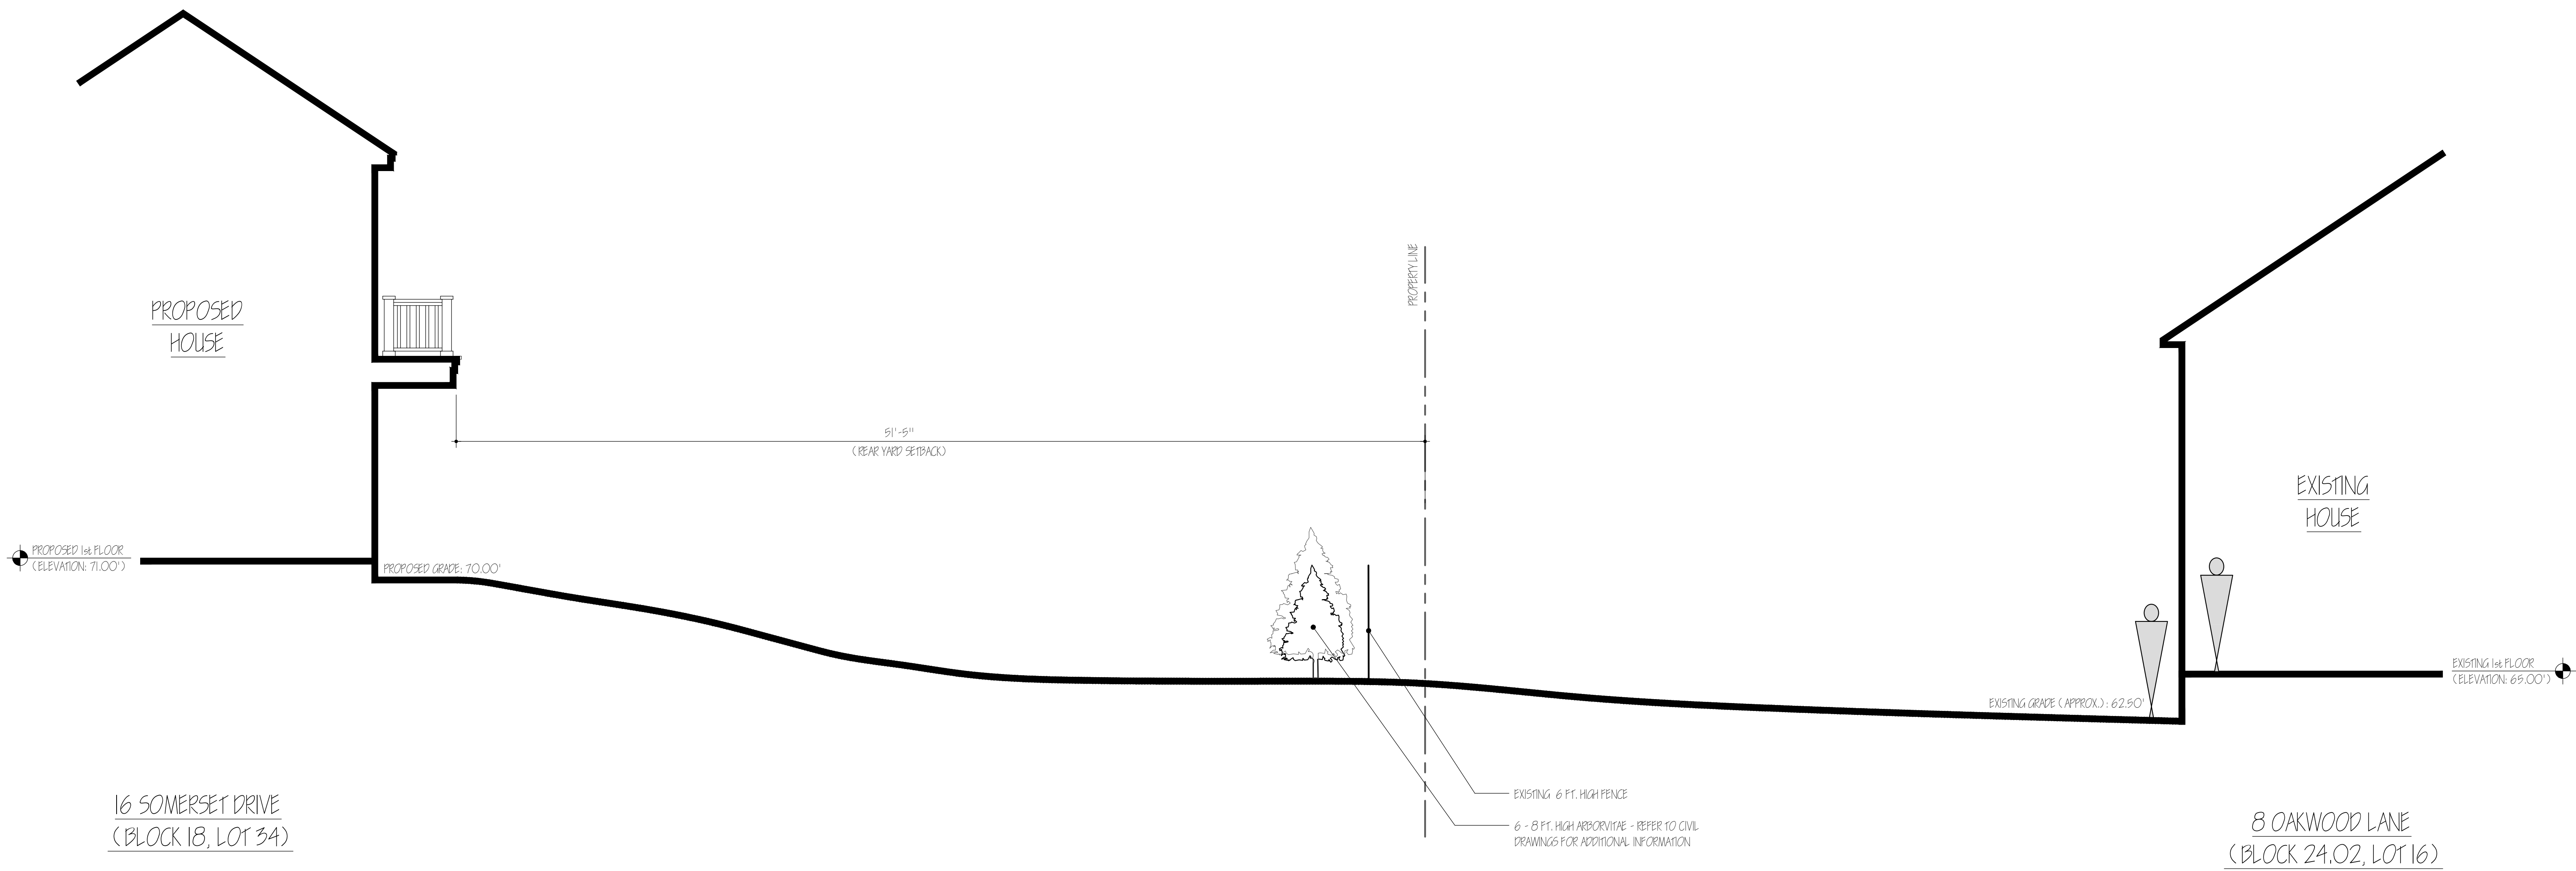 PROPERTY LINE
PROPOSED
HOUSE
51'-5"
(REAR YARD SETBACK)
EXISTING
HOUSE
PROPOSED 1st FLOOR
(ELEVATION: 71.00')
PROPOSED GRADE: 70.00'
EXISTING 1st FLOOR
(ELEVATION: 65.00')
EXISTING GRADE (APPROX.): 62.50'
EXISTING 6 FT. HIGH FENCE
6 - 8 FT. HIGH ARBORVITAE - REFER TO CIVIL
DRAWINGS FOR ADDITIONAL INFORMATION
16 SOMERSET DRIVE
(BLOCK 18, LOT 34)
8 OAKWOOD LANE
(BLOCK 24.02, LOT 16)